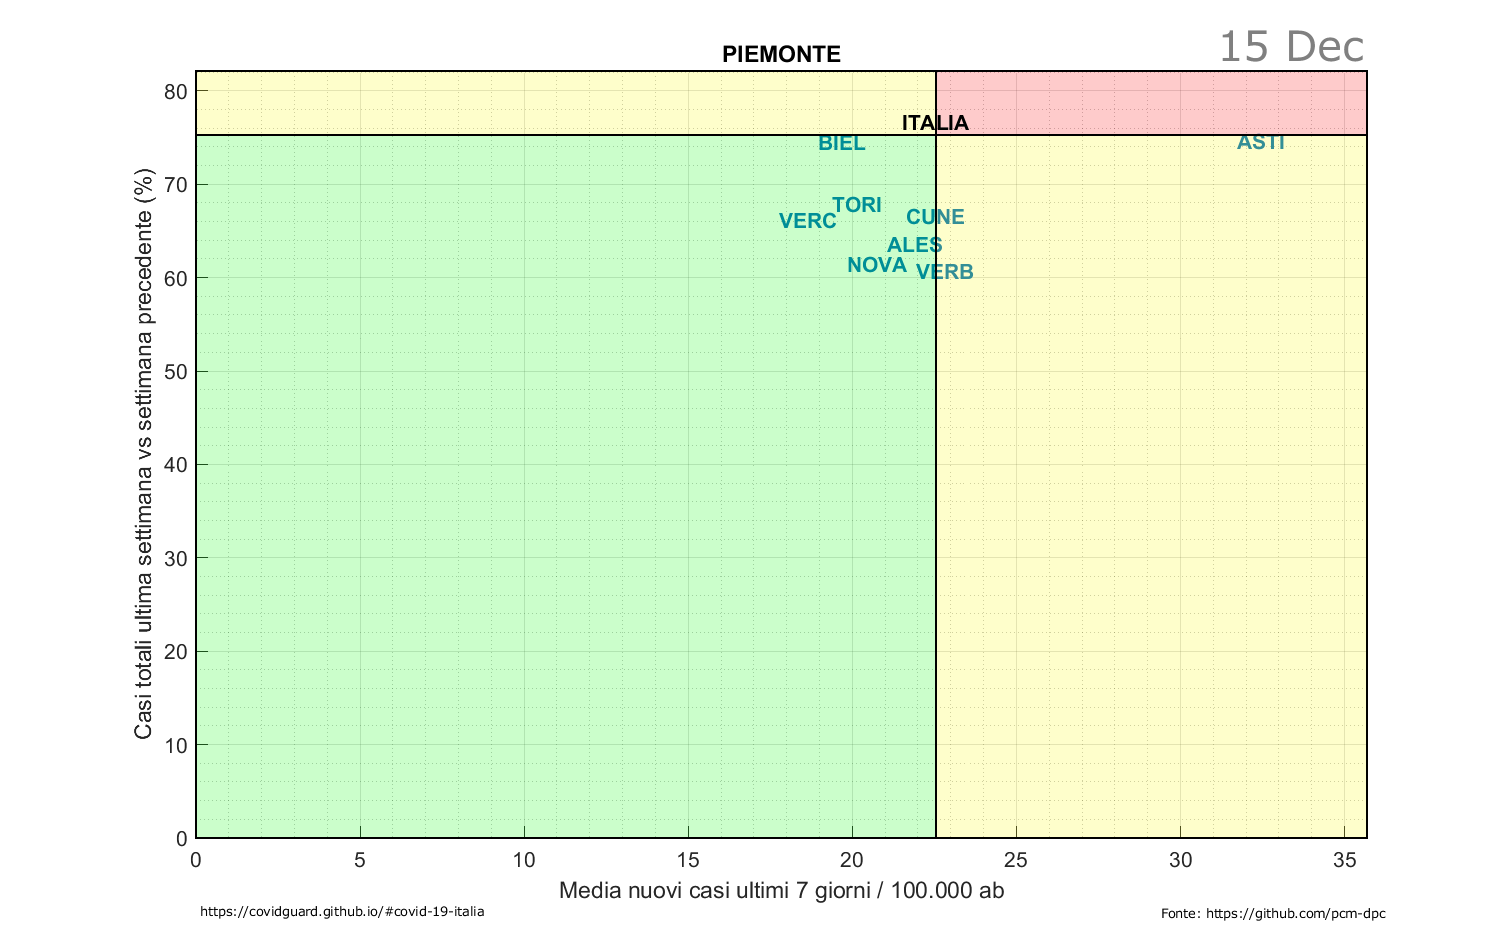 15 Dec
PIEMONTE
80
ITALIA
BIEL
ASTI
70
TORI
VERC
CUNE
ALES
NOVA
VERB
60
50
40
30
20
10
0
Casi totali ultima settimana vs settimana precedente (%)
0 5 10 15 20 25 30 35
Media nuovi casi ultimi 7 giorni / 100.000 ab
https://covidguard.github.io/#covid-19-italia
Fonte: https://github.com/pcm-dpc